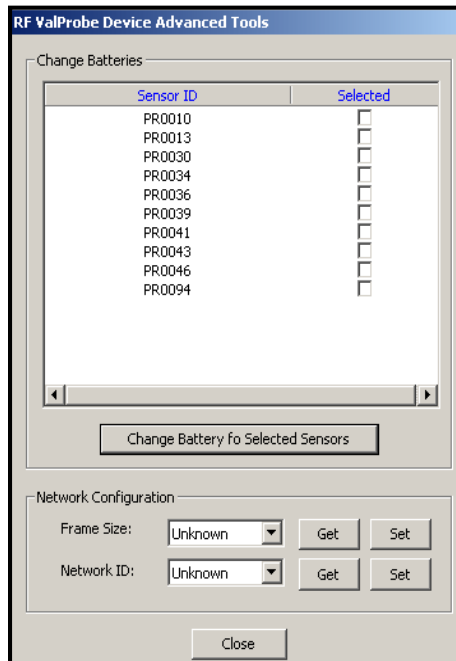 RF ValProbe Device Advanced Tools
Change Batteries
Sensor ID Selected
PR0010
PR0013
PR0030
PR0034
PR0036
PR0039
PR0041
PR0043
PR0046
PR0094
Change Battery fo Selected Sensors
Network Configuration
Frame Size: Unknown Get Set
Network ID: Unknown Get Set
Close